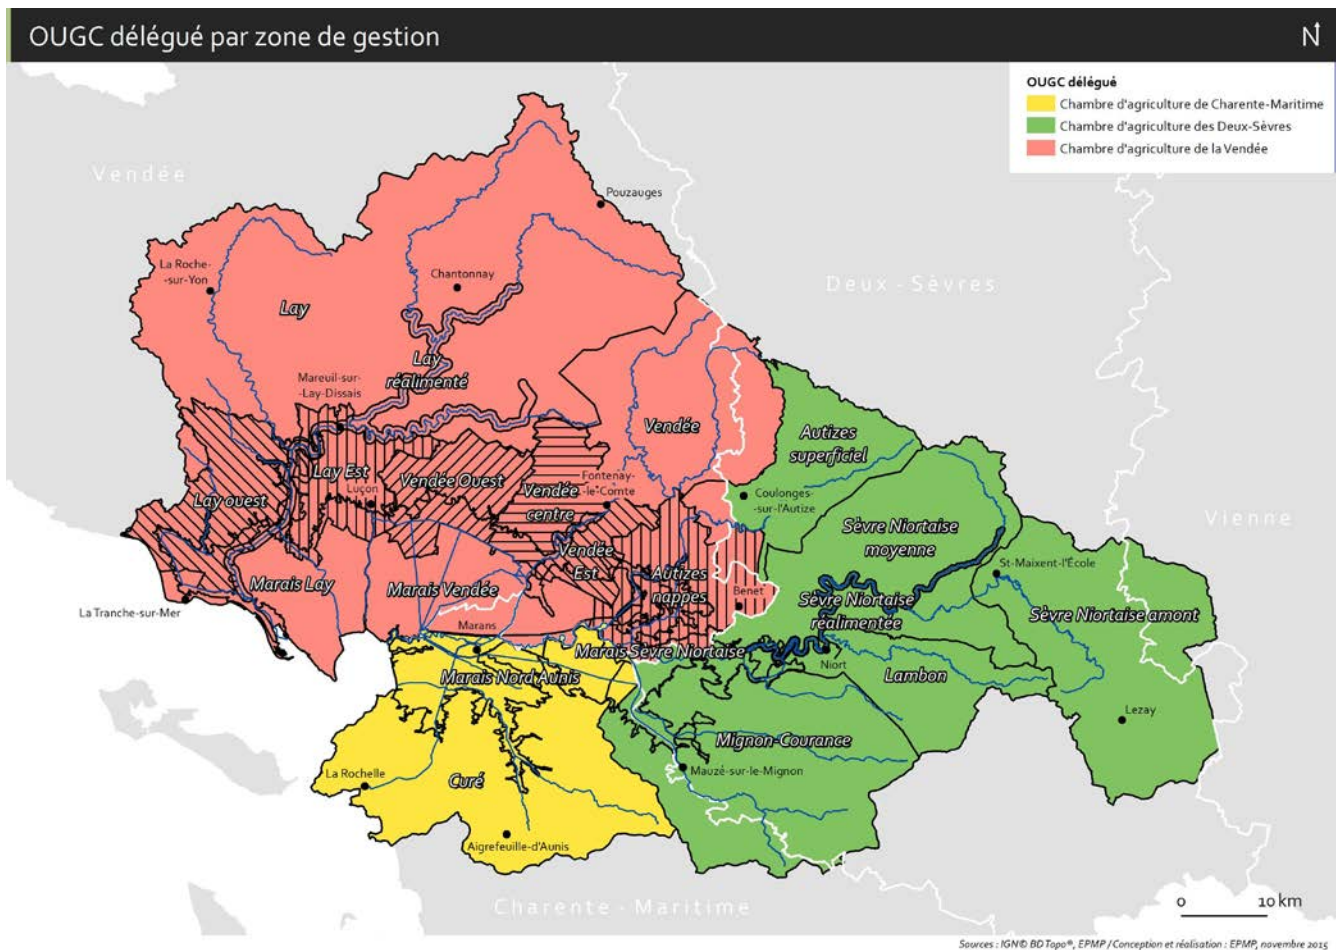 OUGC délégué par zone de gestion
N
OUGC délégué
Chambre d'agriculture de Charente-Maritime
Chambre d'agriculture des Deux-Sèvres
Chambre d'agriculture de la Vendée
Vendée
Pouzauges
La Roche-
-sur-Yon
Chantonnay
Deux-Sèvres
Lay
Lay
réalimenté
Mareuil-sur-
-Lay-Dissais
Vendée
Autizes
superficiel
Lay Est
Vendée Ouest
Luçon
Lay ouest
Vendée
centre
Fontenay-
-le-Comte
Coulonges-
-sur-l'Autize
Sèvre Niortaise
moyenne
Vienne
Vendée
Est
Marais Lay
Marais Vendée
Autizes
nappes
Benet
St-Maixent-l'École
Sèvre Niortaise
réalimentée
Sèvre Niortaise amont
La Tranche-sur-Mer
Marans
Marais Sèvre Niortaise
Niort
Marais Nord Aunis
Lambon
Lezay
Mignon-Courance
Mauzé-sur-le-Mignon
La Rochelle
Curé
Aigrefeuille-d'Aunis
Charente-Maritime
0 10 km
Sources : IGN© BD Topo®, EPMP / Conception et réalisation : EPMP, novembre 2015